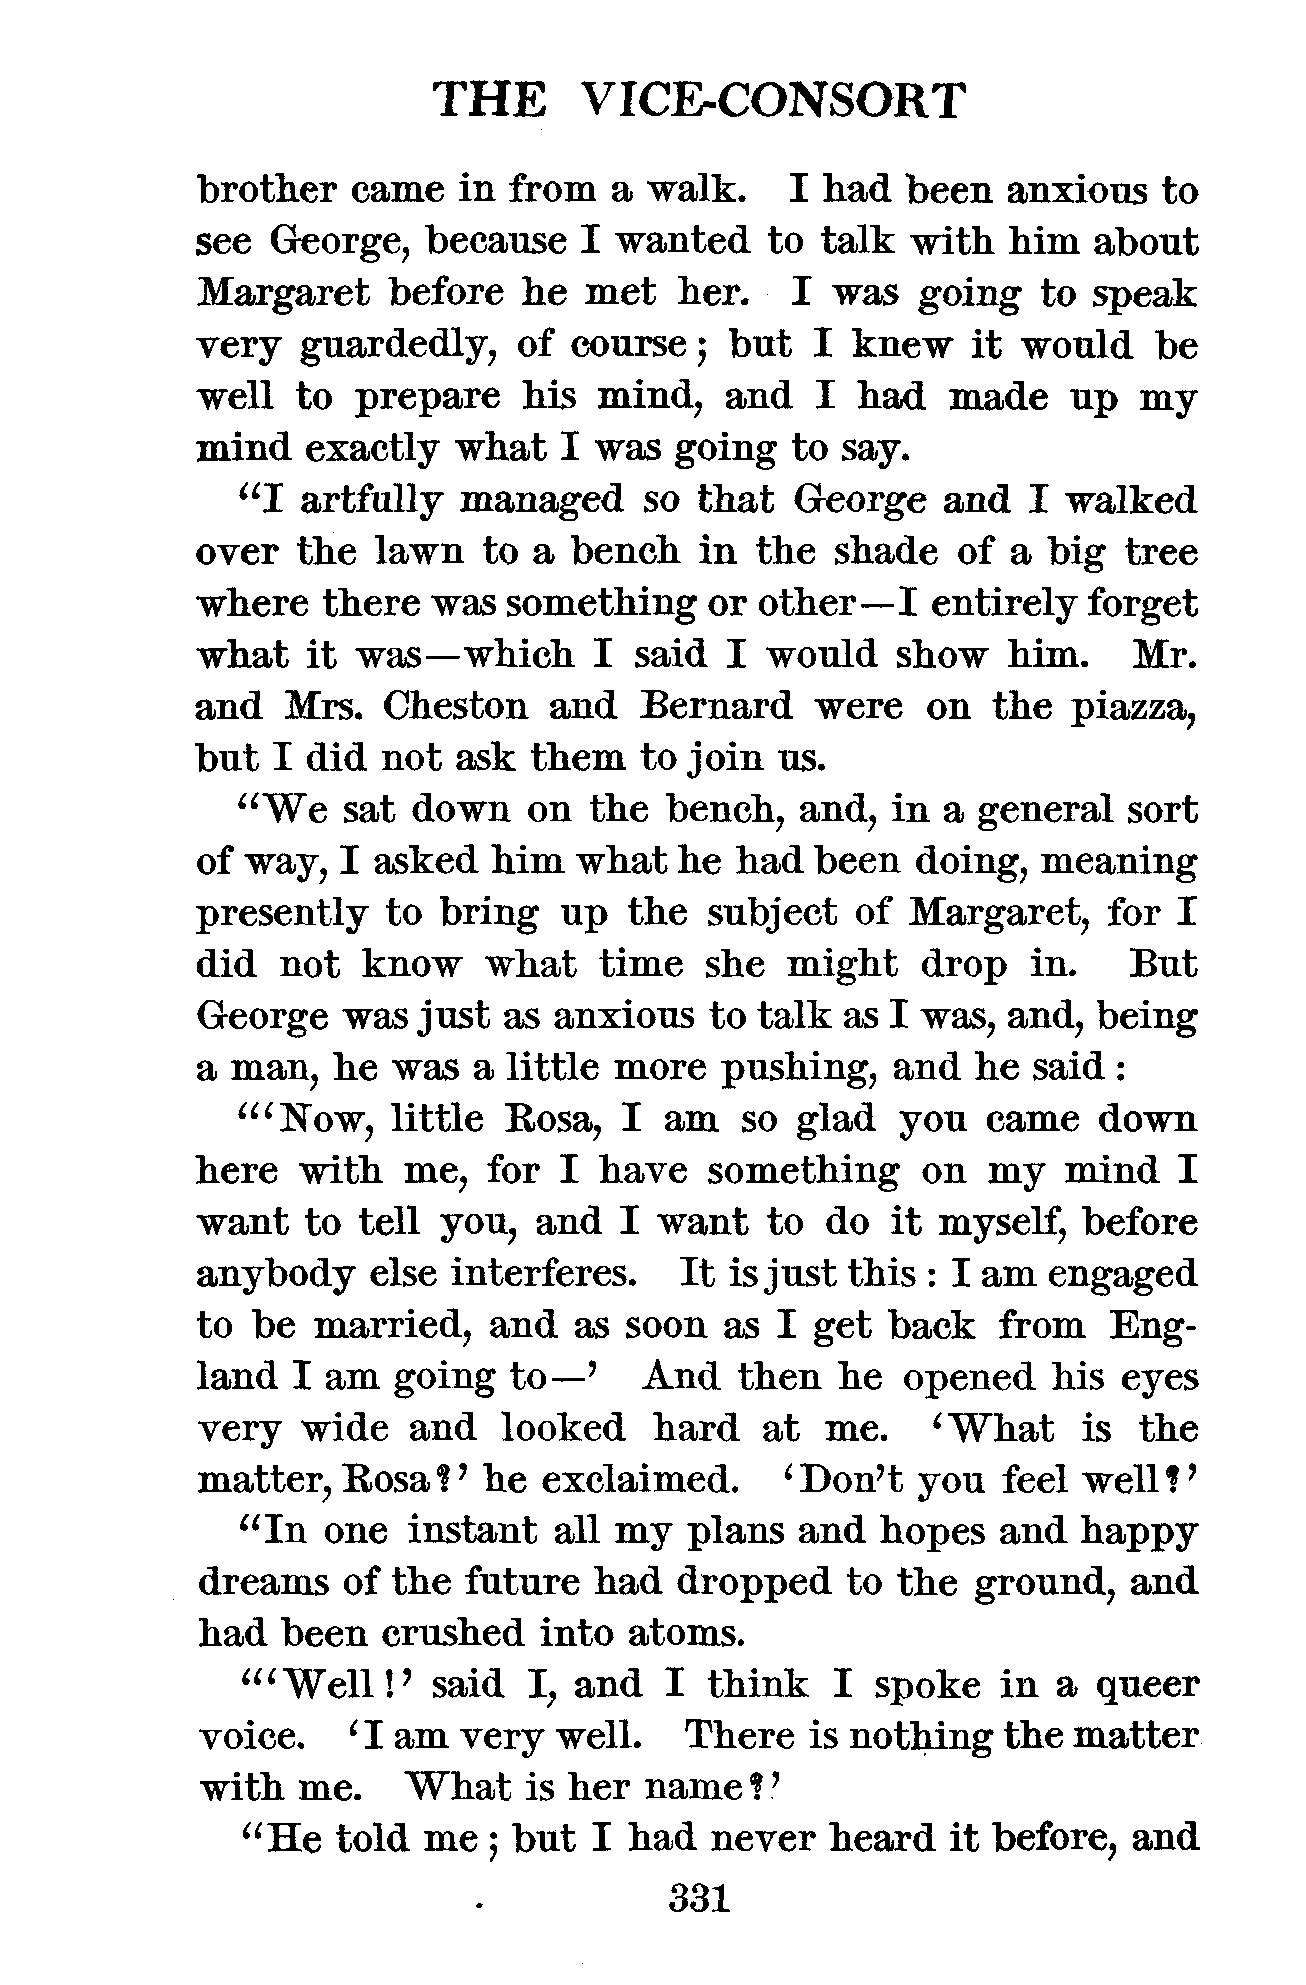 THE VICE-CONSORT
brother came in from a walk. I had been anxious to
see George, because I wanted to talk with him about
Margaret before he met her. I was going to speak
very guardedly, of course; but I knew it would be
well to prepare his mind, and I had made up my
mind exactly what I was going to say.
“I artfully managed so that George and I walked
over the lawn to a bench in the shade of a big tree
where there was something or other—I entirely forget
what it was—which I said I would show him. Mr.
and Mrs. Cheston and Bernard were on the piazza,
but I did not ask them to join us.
“We sat down on the bench, and, in a general sort
of way, I asked him what he had been doing, meaning
presently to bring up the subject of Margaret, for I
did not know what time she might drop in. But
George was just as anxious to talk as I was, and, being
a man, he was a little more pushing, and he said:
“‘Now, little Rosa, I am so glad you came down
here with me, for I have something on my mind I
want to tell you, and I want to do it myself, before
anybody else interferes. It is just this: I am engaged
to be married, and as soon as I get back from Eng-
land I am going to—’ And then he opened his eyes
very wide and looked hard at me. ‘What is the
matter, Rosa?’ he exclaimed. ‘Don’t you feel well?’
“In one instant all my plans and hopes and happy
dreams of the future had dropped to the ground, and
had been crushed into atoms.
“‘Well!’ said I, and I think I spoke in a queer
voice. ‘I am very well. There is nothing the matter
with me. What is her name?’
“He told me; but I had never heard it before, and
331